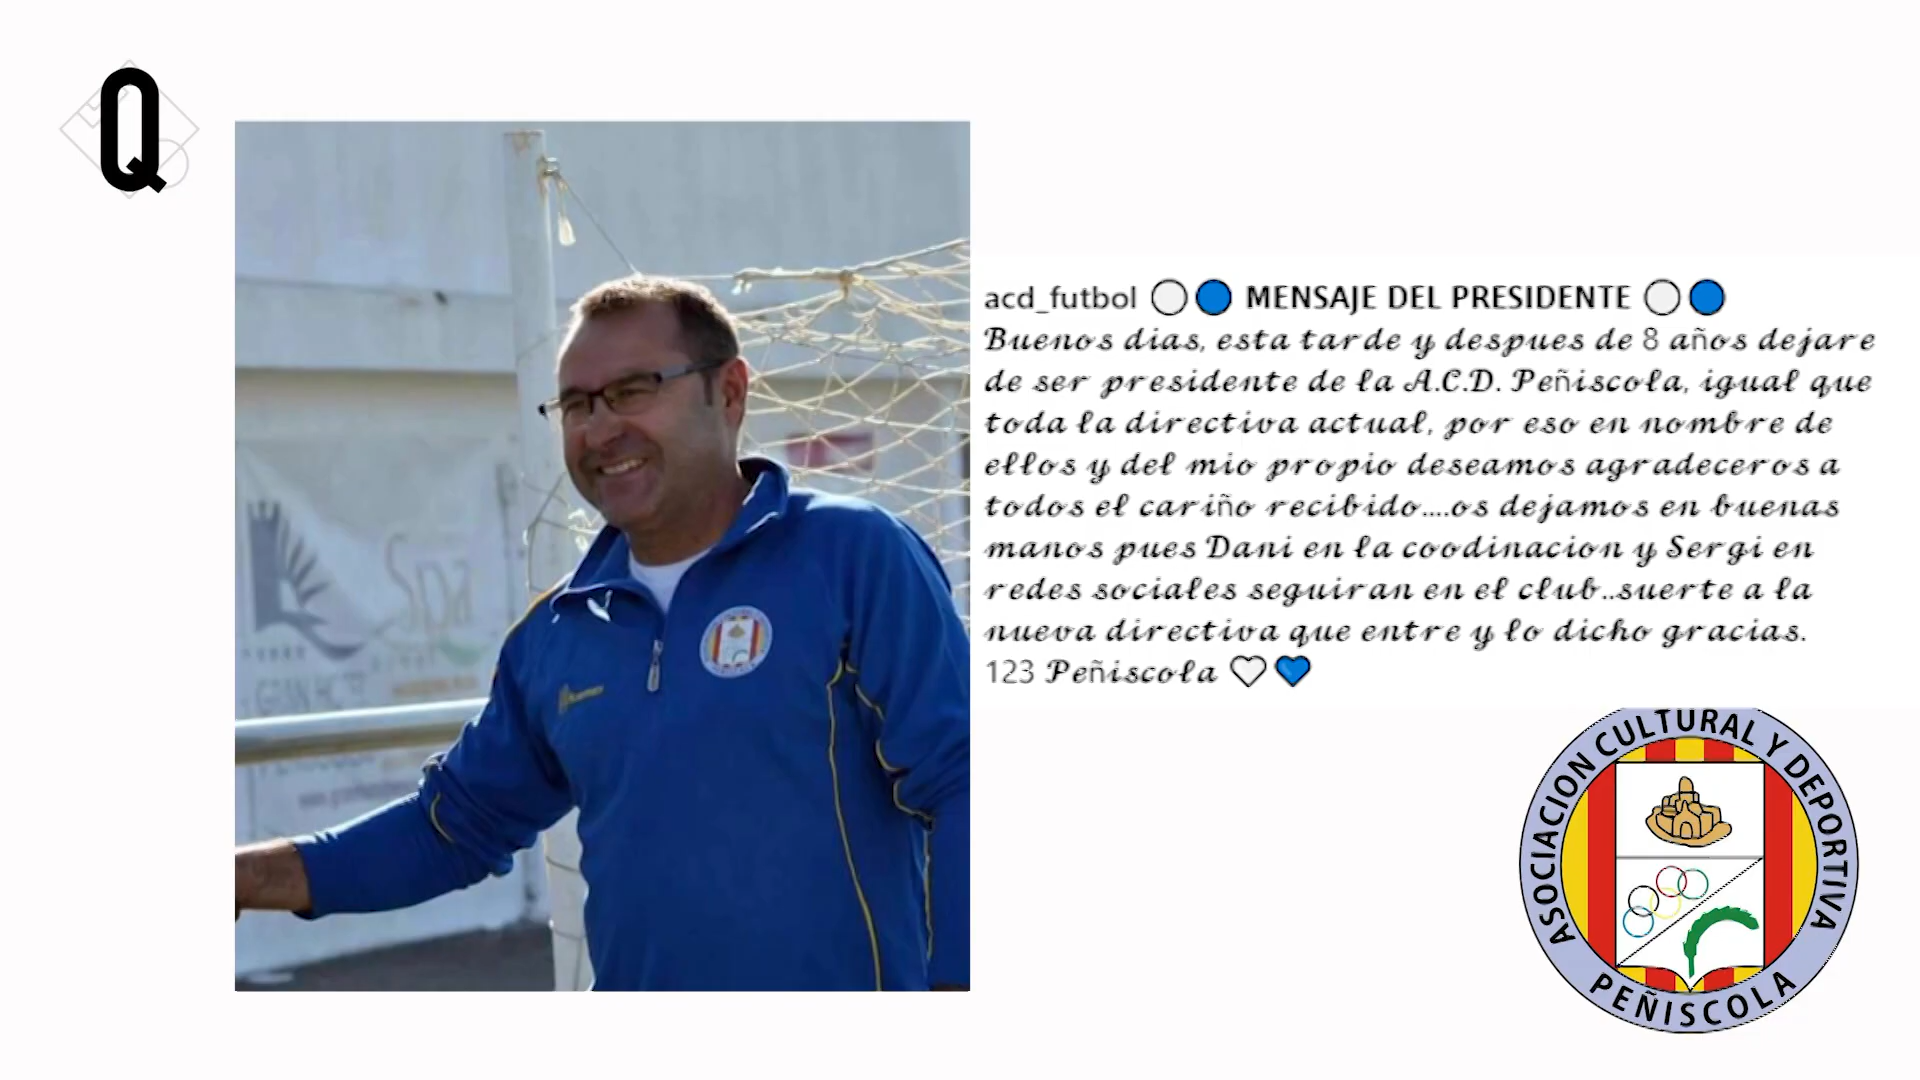 Q
acd_futbol ⚪🔵 MENSAJE DEL PRESIDENTE ⚪🔵
Buenos dias, esta tarde y despues de 8 años dejare
de ser presidente de la A.C.D. Peñiscola, igual que
toda la directiva actual, por eso en nombre de
ellos y del mio propio deseamos agradeceros a
todos el cariño recibido....os dejamos en buenas
manos pues Dani en la coodinacion y Sergi en
redes sociales seguiran en el club..suerte a la
nueva directiva que entre y lo dicho gracias.
123 Peñiscola 🤍💙
ASOCIACION CULTURAL Y DEPORTIVA
PEÑISCOLA
Spa